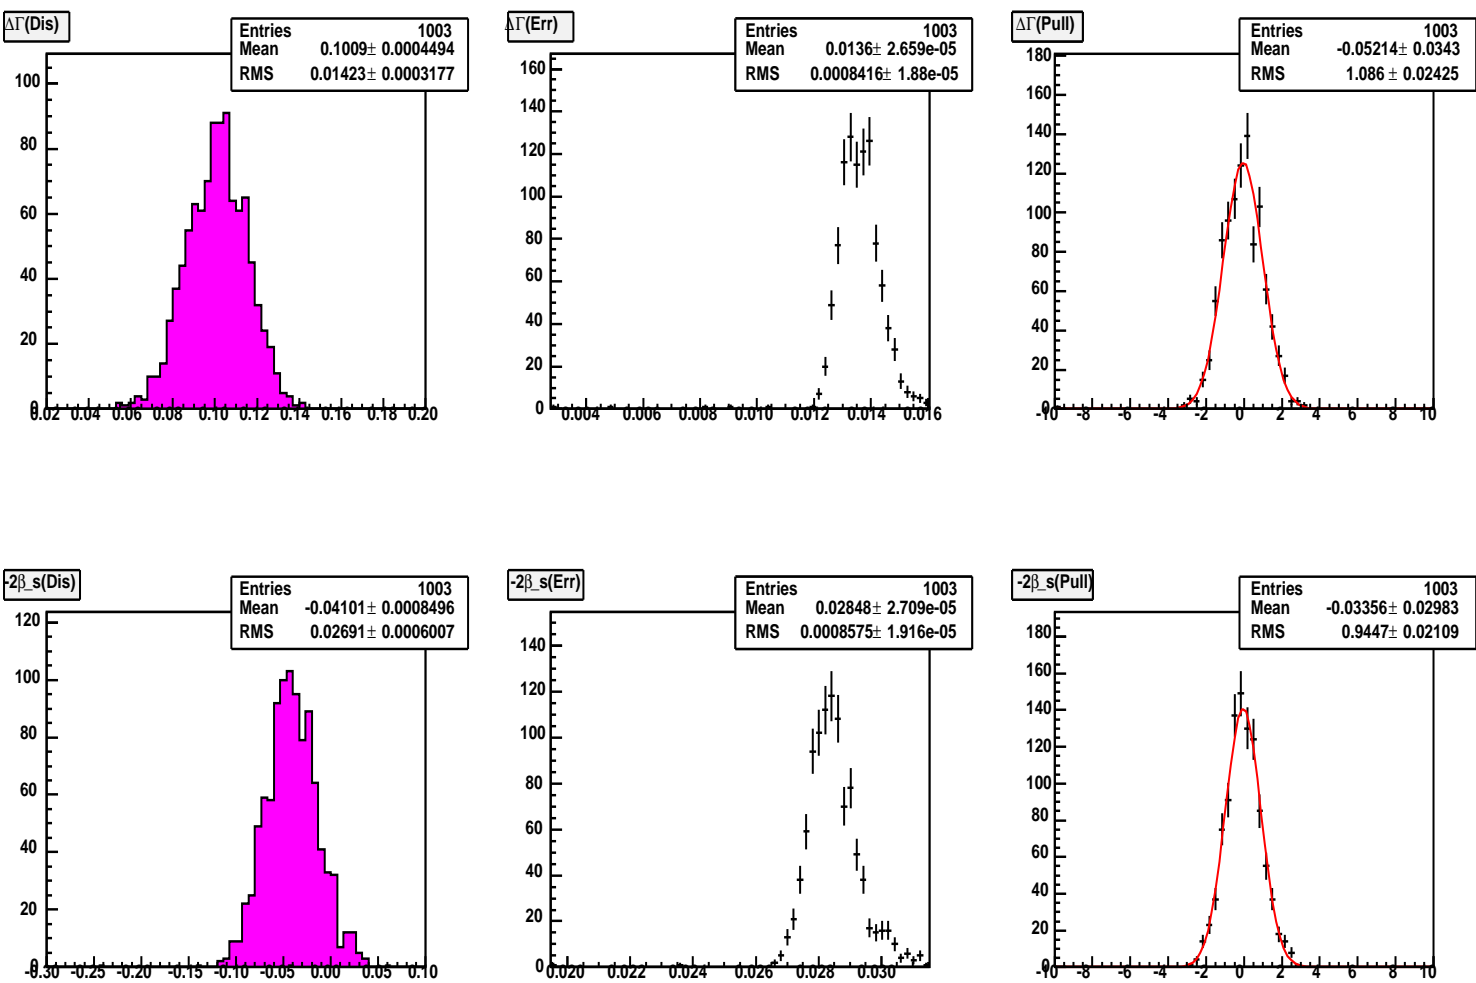 ΔΓ(Dis)
Entries 1003
Mean 0.1009± 0.0004494
RMS 0.01423± 0.0003177
100
80
60
40
20
0
0.02 0.04 0.06 0.08 0.10 0.12 0.14 0.16 0.18 0.20
ΔΓ(Err)
Entries 1003
Mean 0.0136± 2.659e-05
RMS 0.0008416± 1.88e-05
160
140
120
100
80
60
40
20
0
0.004 0.006 0.008 0.010 0.012 0.014 0.016
ΔΓ(Pull)
Entries 1003
Mean -0.05214± 0.0343
RMS 1.086 ± 0.02425
180
160
140
120
100
80
60
40
20
0
-10 -8 -6 -4 -2 0 2 4 6 8 10
-2β_s(Dis)
Entries 1003
Mean -0.04101± 0.0008496
RMS 0.02691± 0.0006007
120
100
80
60
40
20
0
-0.30 -0.25 -0.20 -0.15 -0.10 -0.05 0.00 0.05 0.10
-2β_s(Err)
Entries 1003
Mean 0.02848± 2.709e-05
RMS 0.0008575± 1.916e-05
140
120
100
80
60
40
20
0
0.020 0.022 0.024 0.026 0.028 0.030
-2β_s(Pull)
Entries 1003
Mean -0.03356± 0.02983
RMS 0.9447± 0.02109
180
160
140
120
100
80
60
40
20
0
-10 -8 -6 -4 -2 0 2 4 6 8 10